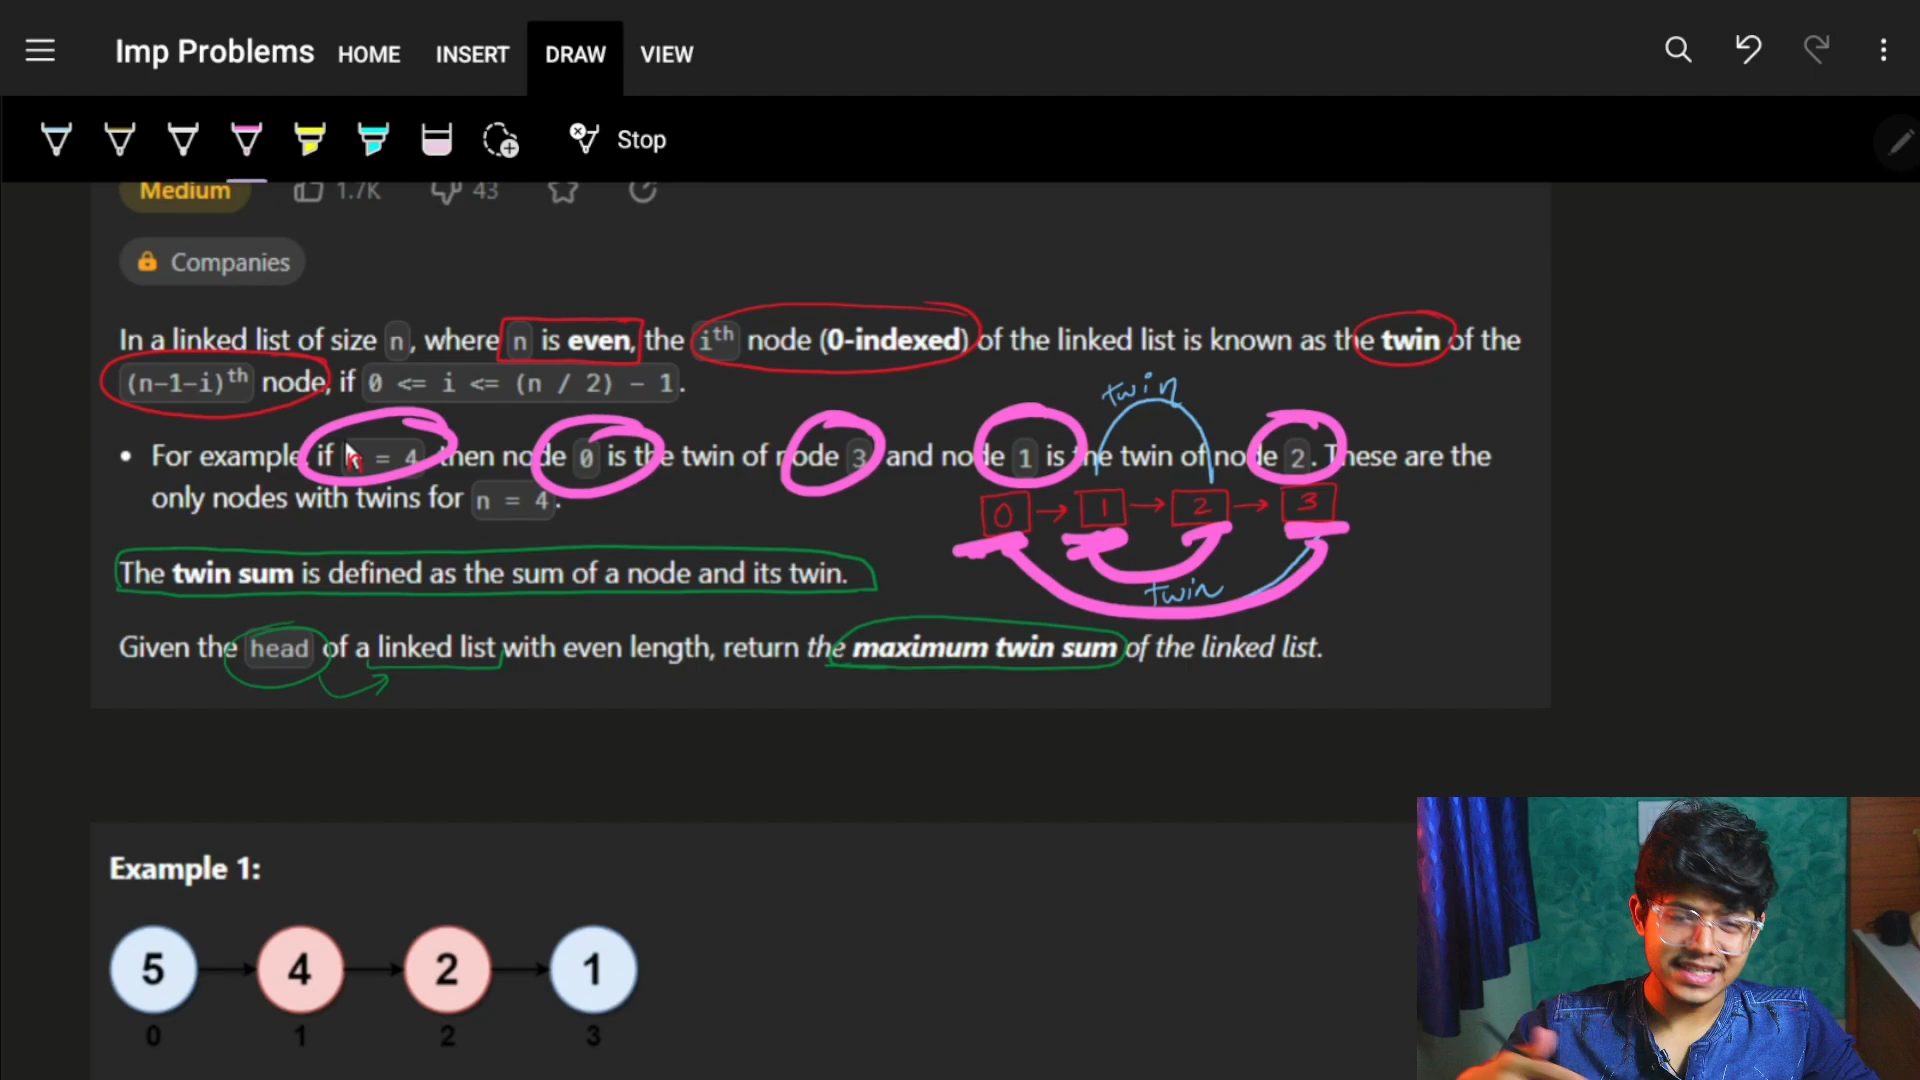 Imp Problems HOME INSERT DRAW VIEW
Stop
Medium 1.7K 43
Companies
In a linked list of size n, where n is even, the ith node (0-indexed) of the linked list is known as the twin of the
(n-1-i)th node, if 0 <= i <= (n / 2) - 1.
twin
• For example, if n = 4, then node 0 is the twin of node 3, and node 1 is the twin of node 2. These are the
only nodes with twins for n = 4.
0 → 1 → 2 → 3
The twin sum is defined as the sum of a node and its twin.
twin
Given the head of a linked list with even length, return the maximum twin sum of the linked list.
Example 1:
5 4 2 1
0 1 2 3